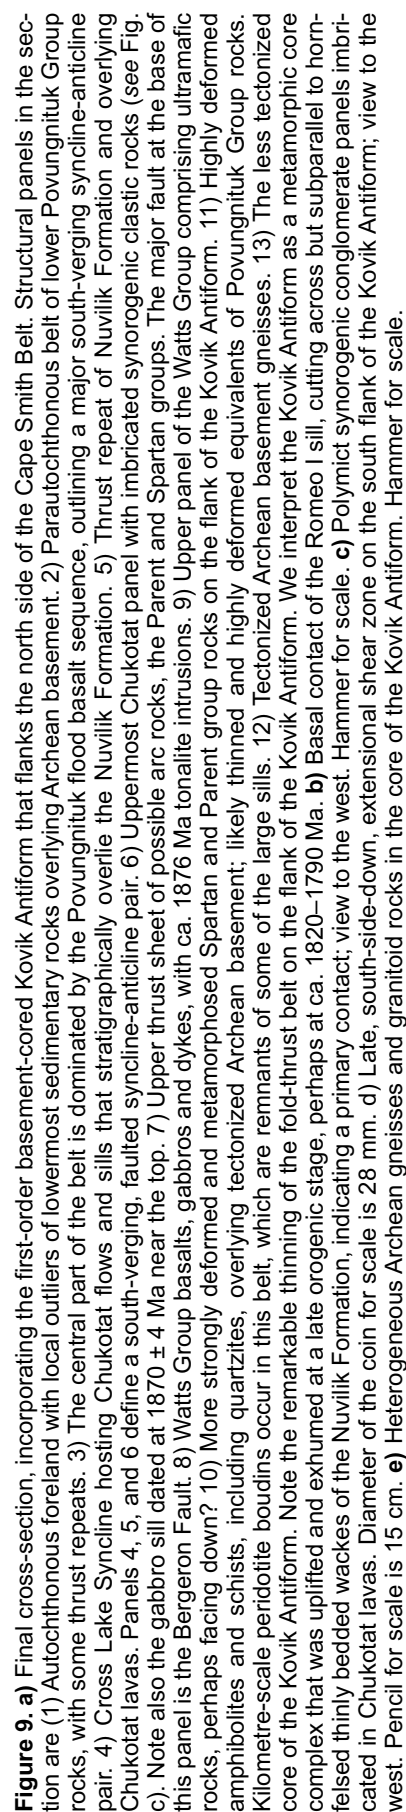 Figure 9. a) Final cross-section, incorporating the first-order basement-cored Kovik Antiform that flanks the north side of the Cape Smith Belt. Structural panels in the sec-
tion are (1) Autochthonous foreland with local outliers of lowermost sedimentary rocks overlying Archean basement. 2) Parautochthonous belt of lower Povungnituk Group
rocks, with some thrust repeats. 3) The central part of the belt is dominated by the Povungnituk flood basalt sequence, outlining a major south-verging syncline-anticline
pair. 4) Cross Lake Syncline hosting Chukotat flows and sills that stratigraphically overlie the Nuvilik Formation. 5) Thrust repeat of Nuvilik Formation and overlying
Chukotat lavas. Panels 4, 5, and 6 define a south-verging, faulted syncline-anticline pair. 6) Uppermost Chukotat panel with imbricated synorogenic clastic rocks (see Fig.
c). Note also the gabbro sill dated at 1870 ± 4 Ma near the top. 7) Upper thrust sheet of possible arc rocks, the Parent and Spartan groups. The major fault at the base of
this panel is the Bergeron Fault. 8) Watts Group basalts, gabbros and dykes, with ca. 1876 Ma tonalite intrusions. 9) Upper panel of the Watts Group comprising ultramafic
rocks, perhaps facing down? 10) More strongly deformed and metamorphosed Spartan and Parent group rocks on the flank of the Kovik Antiform. 11) Highly deformed
amphibolites and schists, including quartzites, overlying tectonized Archean basement; likely thinned and highly deformed equivalents of Povungnituk Group rocks.
Kilometre-scale peridotite boudins occur in this belt, which are remnants of some of the large sills. 12) Tectonized Archean basement gneisses. 13) The less tectonized
core of the Kovik Antiform. Note the remarkable thinning of the fold-thrust belt on the flank of the Kovik Antiform. We interpret the Kovik Antiform as a metamorphic core
complex that was uplifted and exhumed at a late orogenic stage, perhaps at ca. 1820–1790 Ma. b) Basal contact of the Romeo I sill, cutting across but subparallel to horn-
felsed thinly bedded wackes of the Nuvilik Formation, indicating a primary contact; view to the west. Hammer for scale. c) Polymict synorogenic conglomerate panels imbri-
cated in Chukotat lavas. Diameter of the coin for scale is 28 mm. d) Late, south-side-down, extensional shear zone on the south flank of the Kovik Antiform; view to the
west. Pencil for scale is 15 cm. e) Heterogeneous Archean gneisses and granitoid rocks in the core of the Kovik Antiform. Hammer for scale.